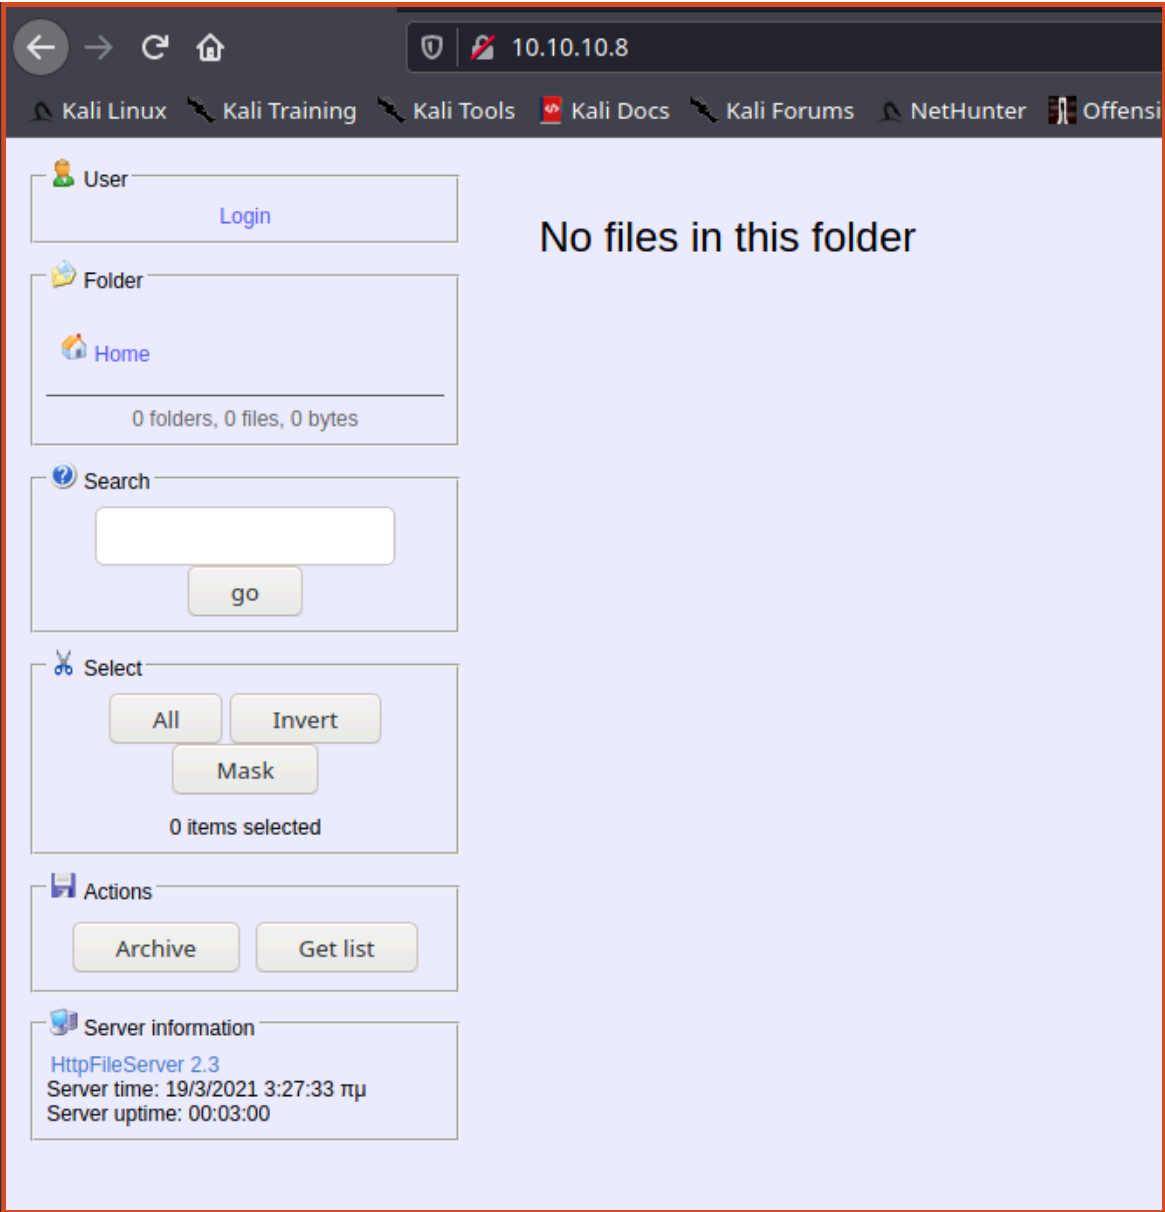 10.10.10.8
Kali Linux Kali Training Kali Tools Kali Docs Kali Forums NetHunter Offensi
User
Login
No files in this folder
Folder
Home
0 folders, 0 files, 0 bytes
Search
go
Select
All Invert
Mask
0 items selected
Actions
Archive Get list
Server information
HttpFileServer 2.3
Server time: 19/3/2021 3:27:33 πμ
Server uptime: 00:03:00